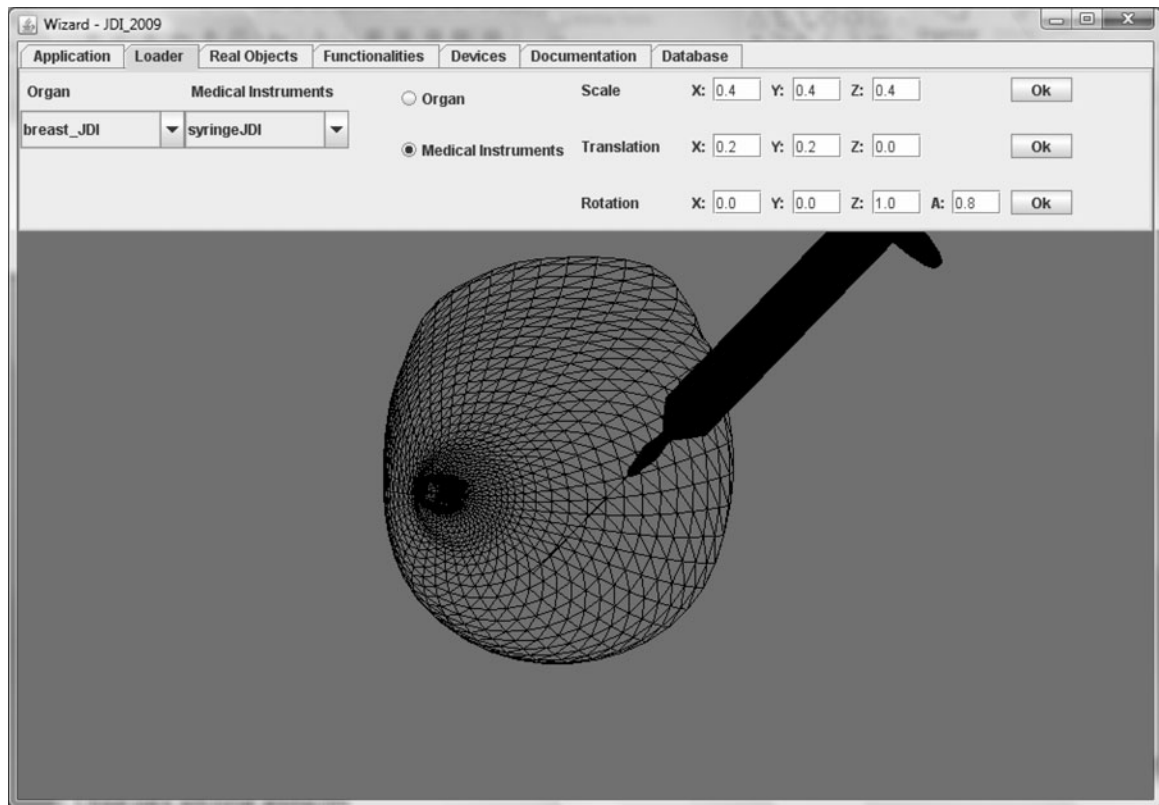 Wizard - JDI_2009
Application Loader Real Objects Functionalities Devices Documentation Database
Organ Medical Instruments
breast_JDI syringeJDI
Organ
Medical Instruments
Scale X: 0.4 Y: 0.4 Z: 0.4 Ok
Translation X: 0.2 Y: 0.2 Z: 0.0 Ok
Rotation X: 0.0 Y: 0.0 Z: 1.0 A: 0.8 Ok